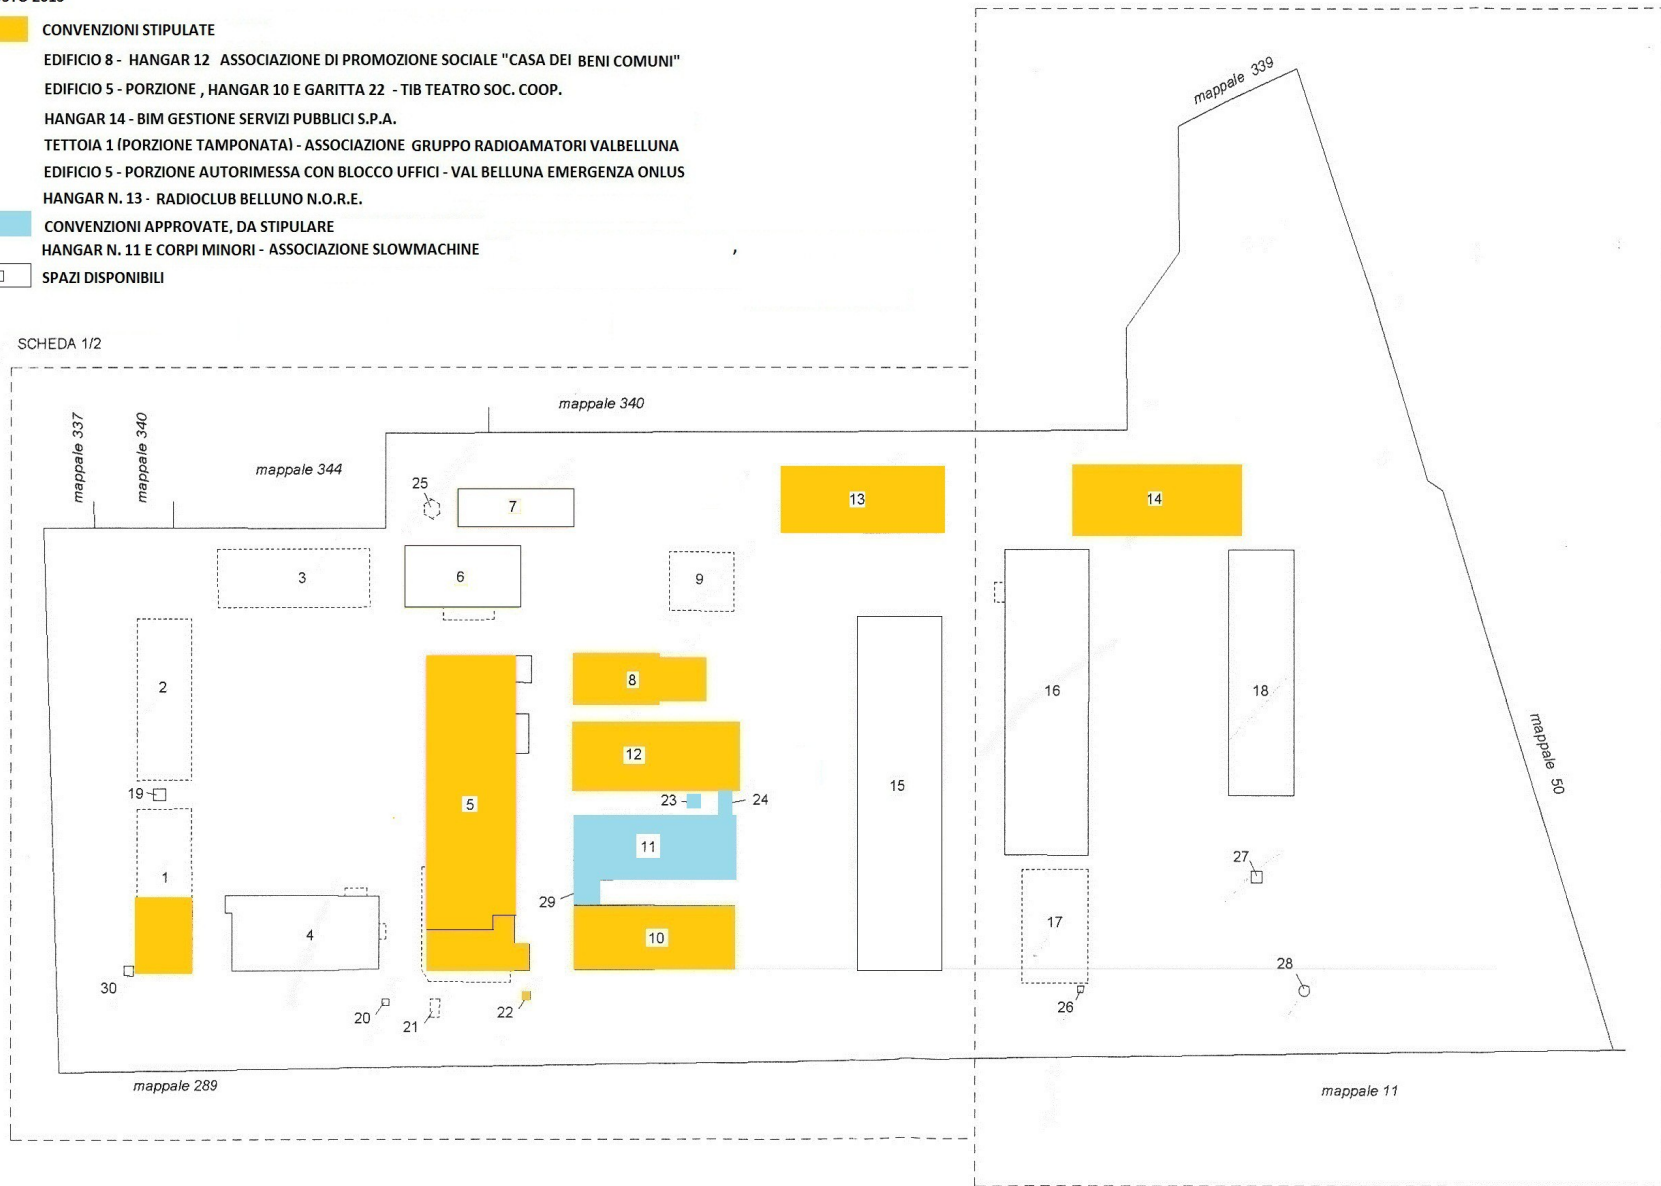 CONVENZIONI STIPULATE
EDIFICIO 8 - HANGAR 12 ASSOCIAZIONE DI PROMOZIONE SOCIALE "CASA DEI BENI COMUNI"
EDIFICIO 5 - PORZIONE , HANGAR 10 E GARITTA 22 - TIB TEATRO SOC. COOP.
HANGAR 14 - BIM GESTIONE SERVIZI PUBBLICI S.P.A.
TETTOIA 1 (PORZIONE TAMPONATA) - ASSOCIAZIONE GRUPPO RADIOAMATORI VALBELLUNA
EDIFICIO 5 - PORZIONE AUTORIMESSA CON BLOCCO UFFICI - VAL BELLUNA EMERGENZA ONLUS
HANGAR N. 13 - RADIOCLUB BELLUNO N.O.R.E.
CONVENZIONI APPROVATE, DA STIPULARE
HANGAR N. 11 E CORPI MINORI - ASSOCIAZIONE SLOWMACHINE ,
SPAZI DISPONIBILI
SCHEDA 1/2
mappale 339
mappale 340
mappale 337
mappale 340
mappale 344
25
7
13
14
3
6
9
2
8
16
18
12
19
5
23
24
15
11
27
1
29
17
4
10
28
30
20
21
22
26
mappale 50
mappale 289
mappale 11